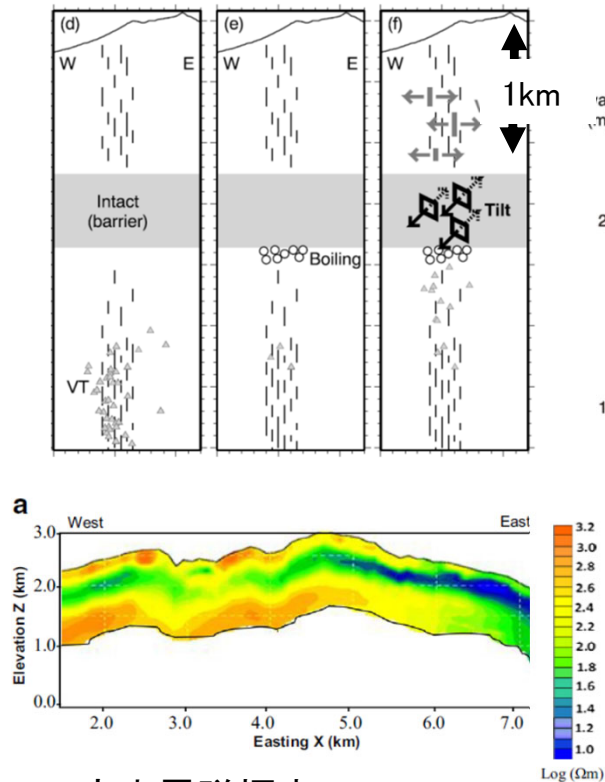 (d)
(e)
(f)
W
E
W
E
W
1km
Intact
(barrier)
Tilt
Boiling
VT
2
1
a
West
East
3.0
2.0
1.0
0.0
Elevation Z (km)
2.0 3.0 4.0 5.0 6.0 7.0
Easting X (km)
3.2
3.0
2.8
2.6
2.4
2.2
2.0
1.8
1.6
1.4
1.2
1.0
Log (Ωm)